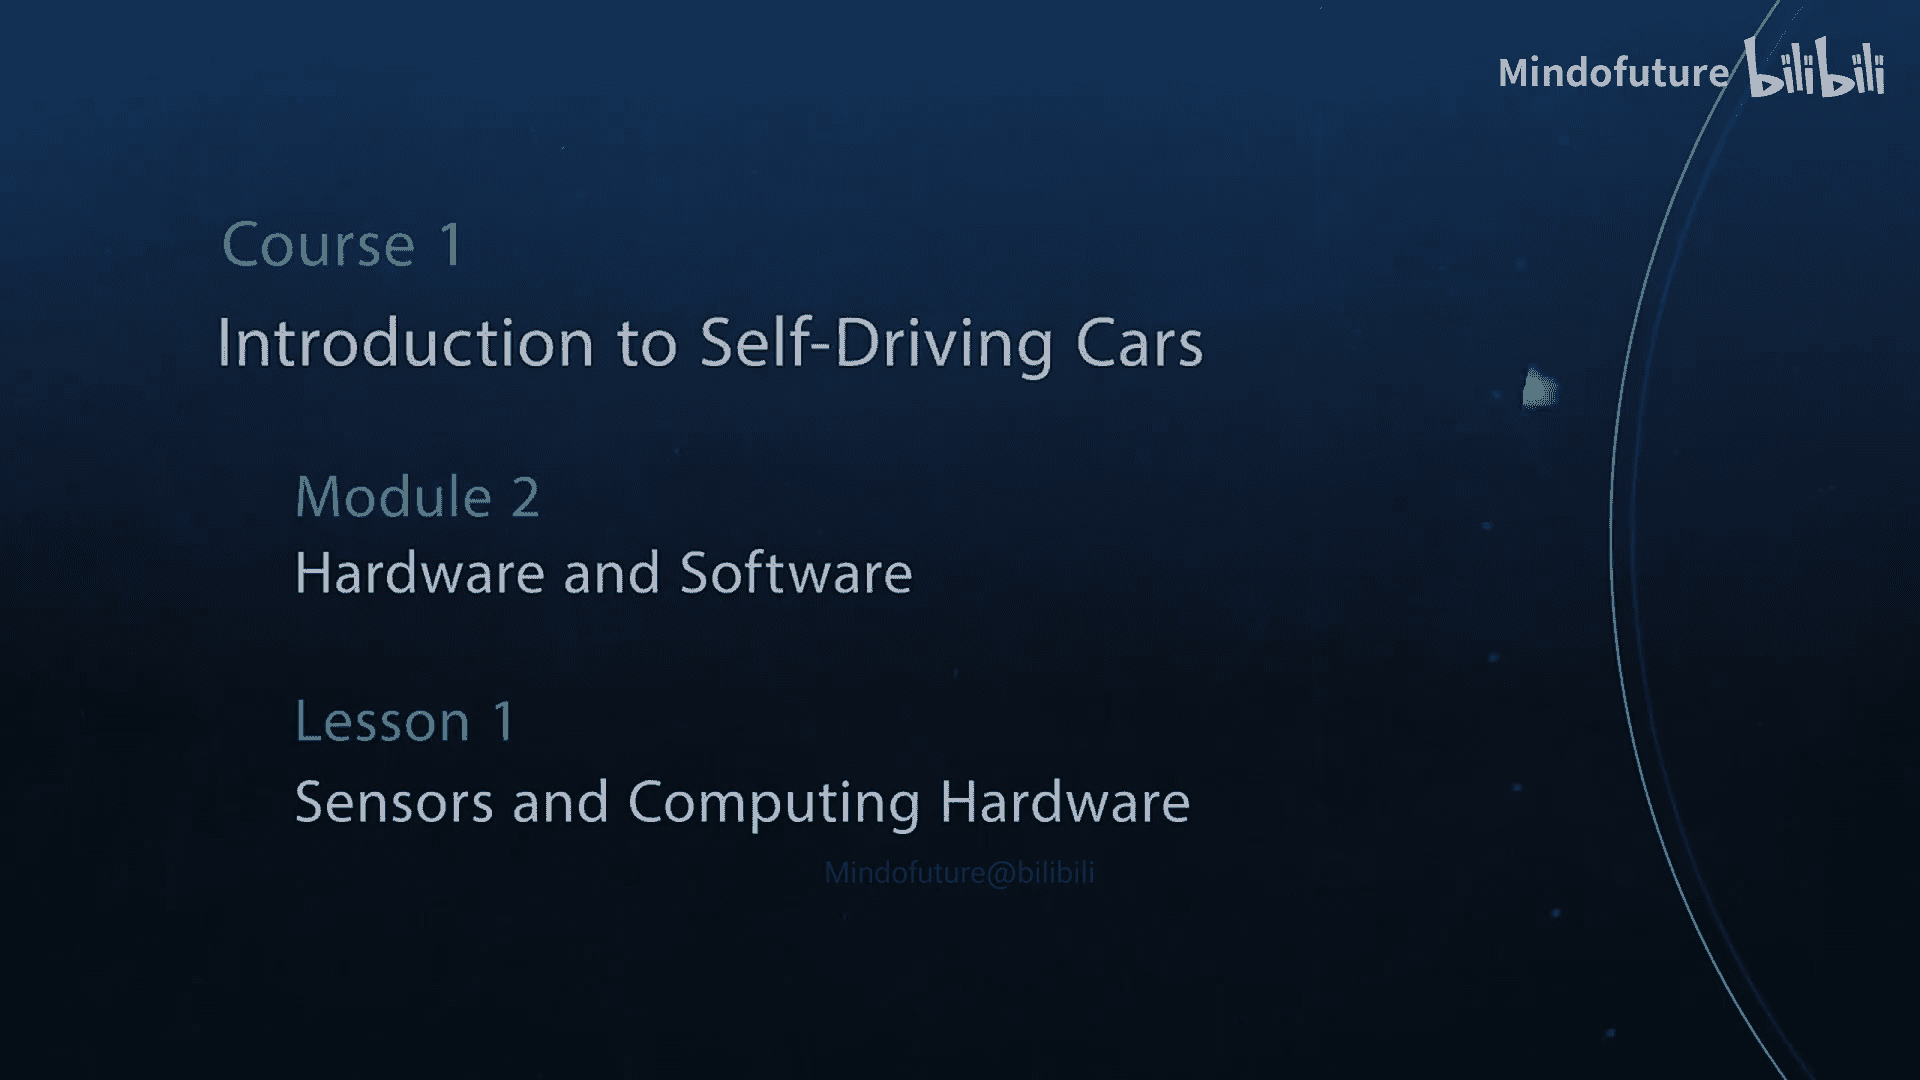 Mindofuture bilibili
Course 1
Introduction to Self-Driving Cars
Module 2
Hardware and Software
Lesson 1
Sensors and Computing Hardware
Mindofuture@bilibili